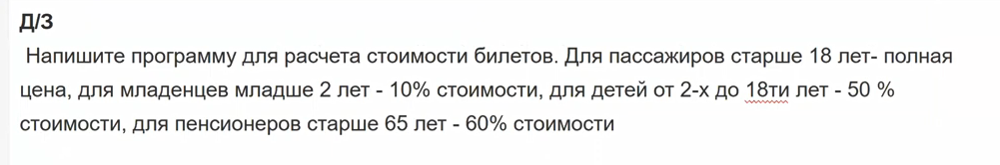 Д/З
Напишите программу для расчета стоимости билетов. Для пассажиров старше 18 лет- полная
цена, для младенцев младше 2 лет - 10% стоимости, для детей от 2-х до 18ти лет - 50 %
стоимости, для пенсионеров старше 65 лет - 60% стоимости